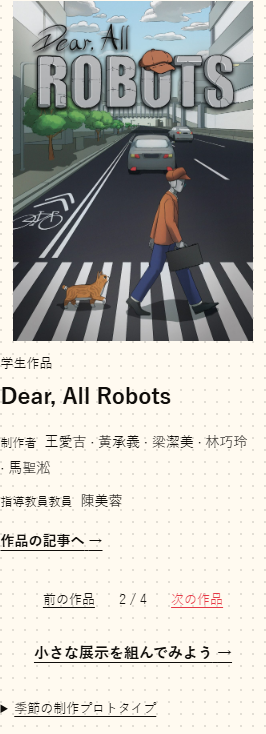 Dear, All
ROBOTS
学生作品
Dear, All Robots
制作者 王愛吉 · 黄承義 · 梁潔美 · 林巧玲
· 馬聖淞
指導教員教員 陳美蓉
作品の記事へ →
前の作品 2 / 4 次の作品
小さな展示を組んでみよう →
▶ 季節の制作プロトタイプ